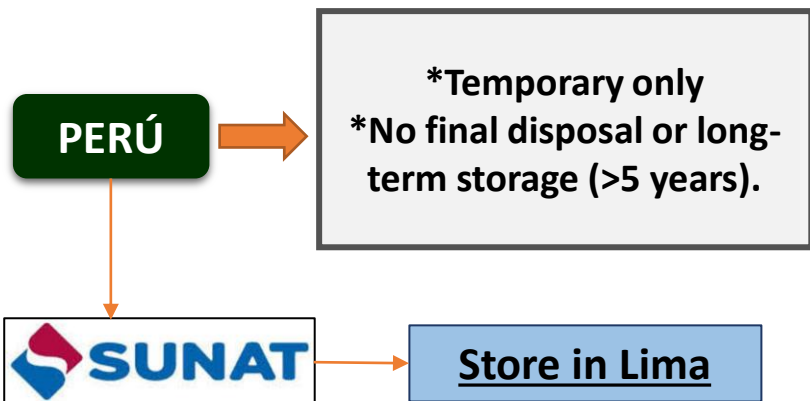 PERÚ
*Temporary only
*No final disposal or long-
term storage (>5 years).
SUNAT
Store in Lima